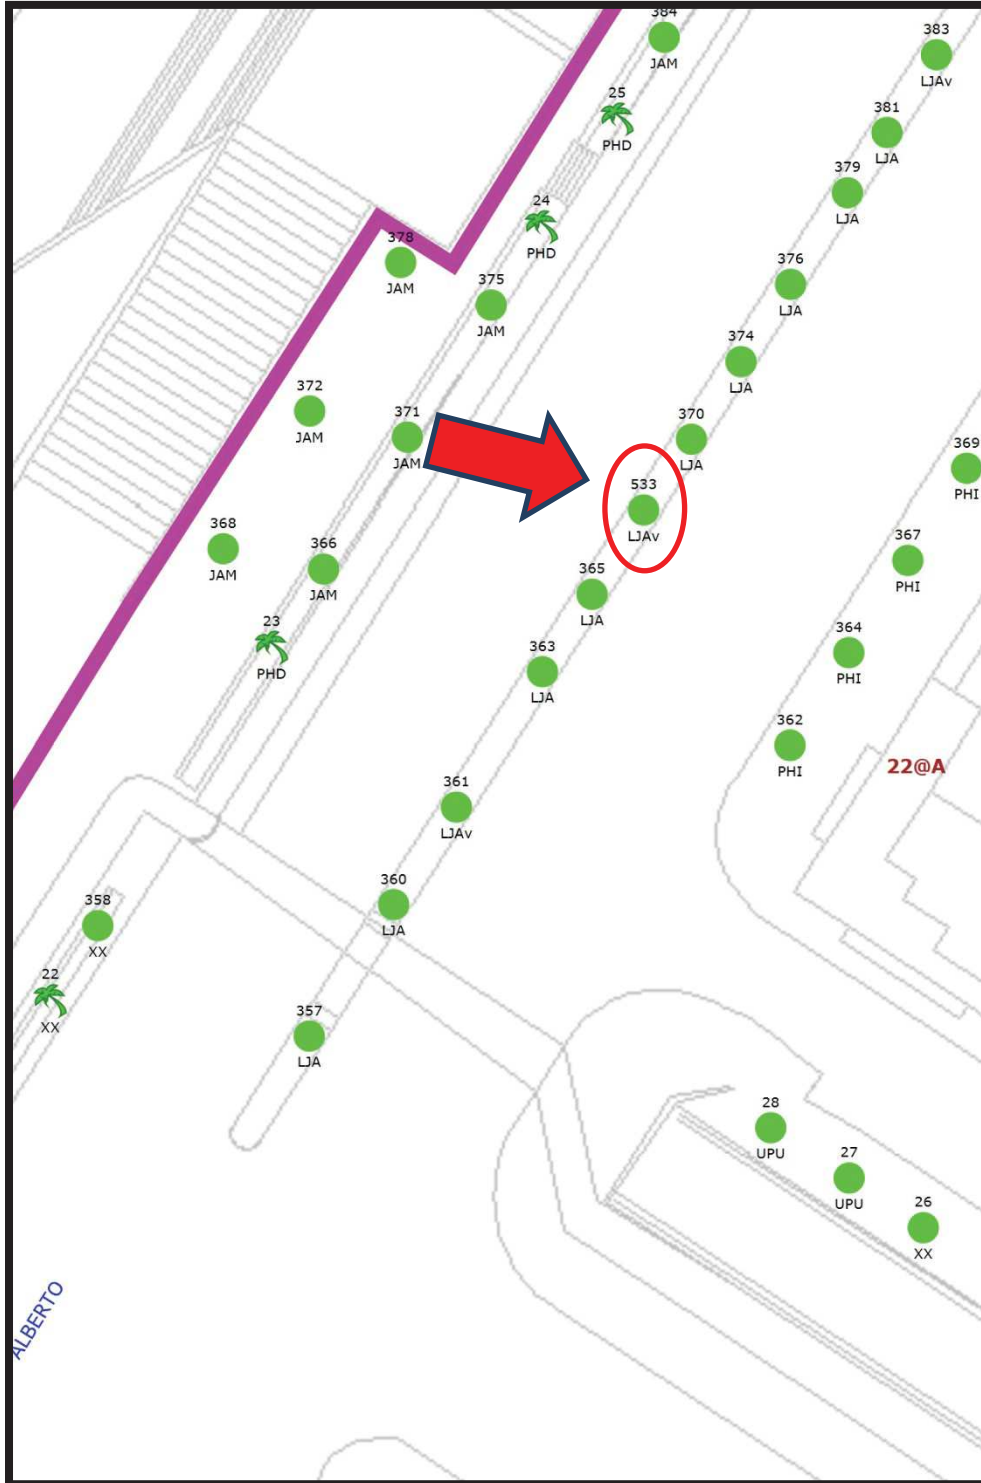 384
JAM
383
LJAv
25
PHD
381
LJA
379
LJA
24
PHD
378
JAM
376
LJA
375
JAM
374
LJA
372
JAM
371
JAM
370
LJA
369
PHI
533
LJAv
368
JAM
367
PHI
366
JAM
365
LJA
23
PHD
364
PHI
363
LJA
362
PHI
22@A
361
LJAv
360
LJA
358
XX
22
XX
357
LJA
28
UPU
27
UPU
26
XX
ALBERTO